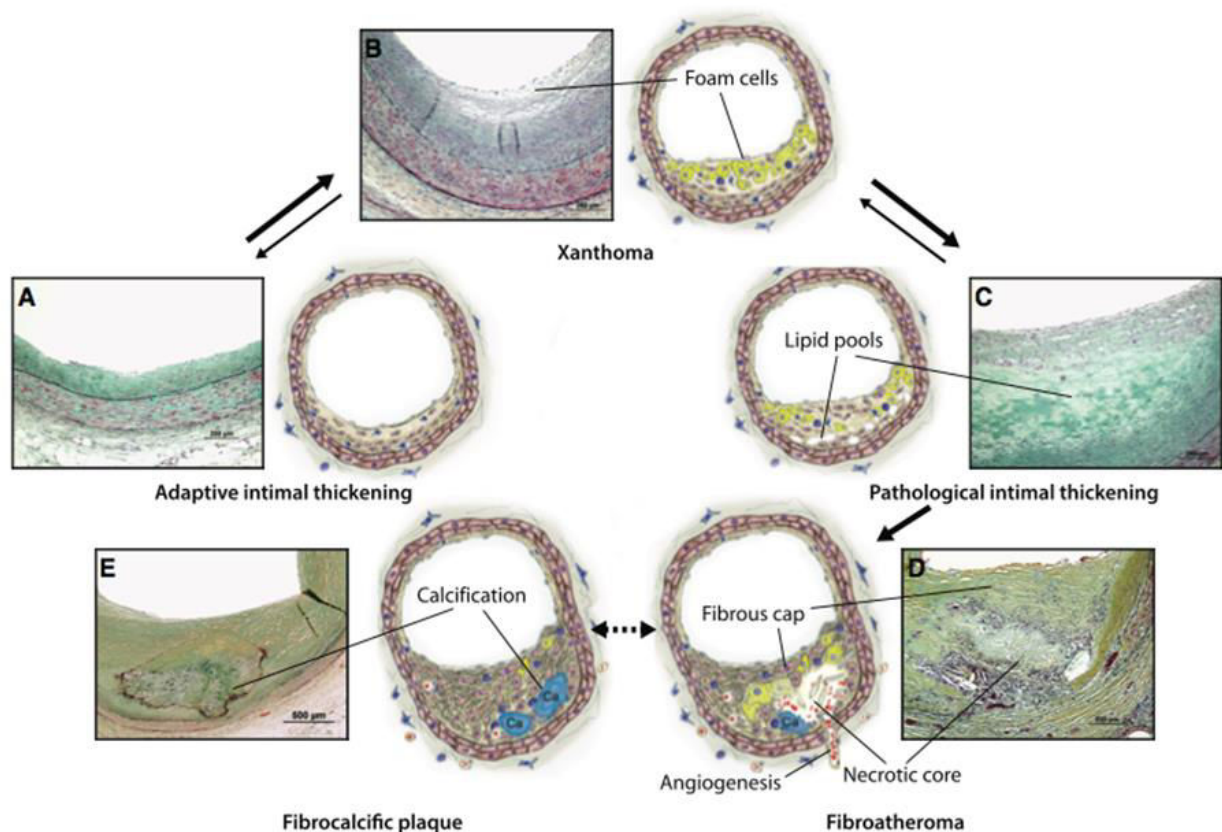 B
Foam cells
Xanthoma
A
C
Lipid pools
Adaptive intimal thickening
Pathological intimal thickening
E
D
Calcification
Fibrous cap
Ca
Ca
Ca
500 µm
Angiogenesis
Necrotic core
Fibrocalcific plaque
Fibroatheroma